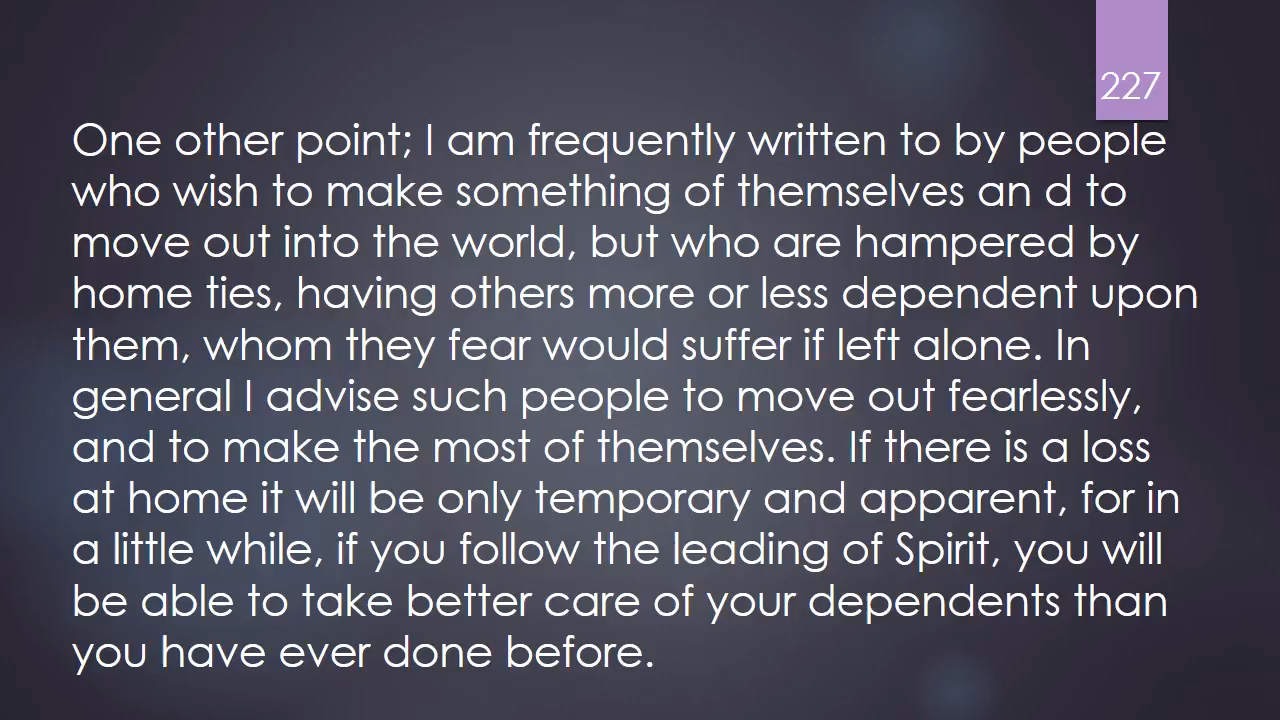 227
One other point; I am frequently written to by people
who wish to make something of themselves an d to
move out into the world, but who are hampered by
home ties, having others more or less dependent upon
them, whom they fear would suffer if left alone. In
general I advise such people to move out fearlessly,
and to make the most of themselves. If there is a loss
at home it will be only temporary and apparent, for in
a little while, if you follow the leading of Spirit, you will
be able to take better care of your dependents than
you have ever done before.